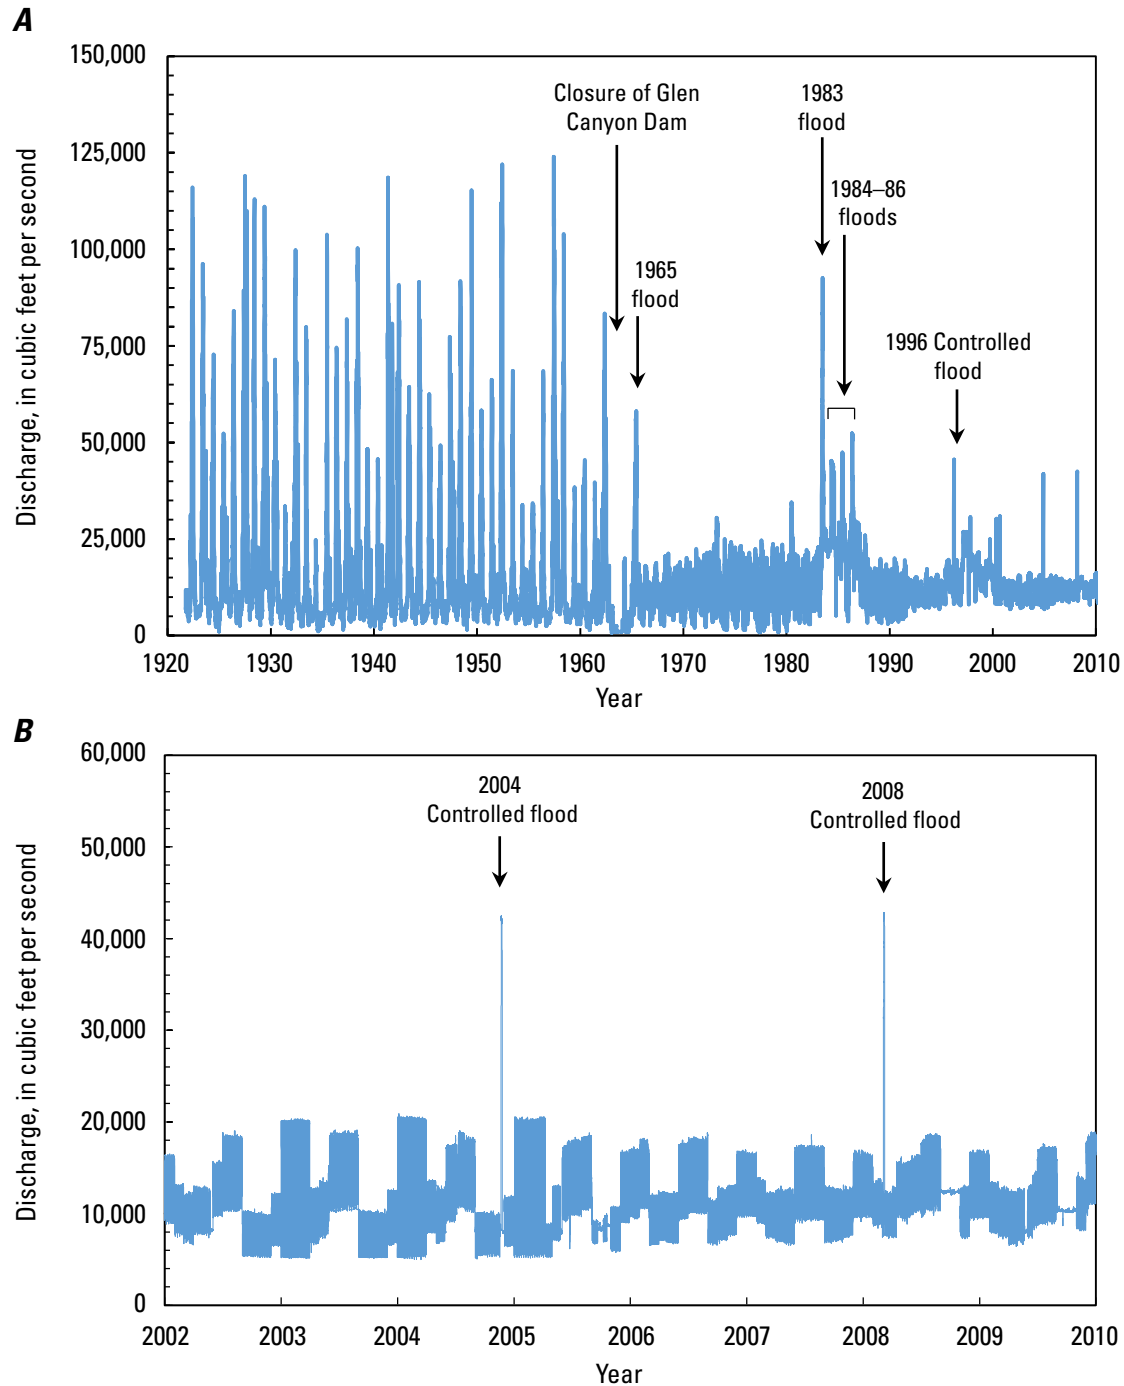 A
150,000
125,000
100,000
75,000
50,000
25,000
0
Discharge, in cubic feet per second
Closure of Glen
Canyon Dam
1965
flood
1983
flood
1984–86
floods
1996 Controlled
flood
1920 1930 1940 1950 1960 1970 1980 1990 2000 2010
Year
B
60,000
50,000
40,000
30,000
20,000
10,000
0
Discharge, in cubic feet per second
2004
Controlled flood
2008
Controlled flood
2002 2003 2004 2005 2006 2007 2008 2009 2010
Year